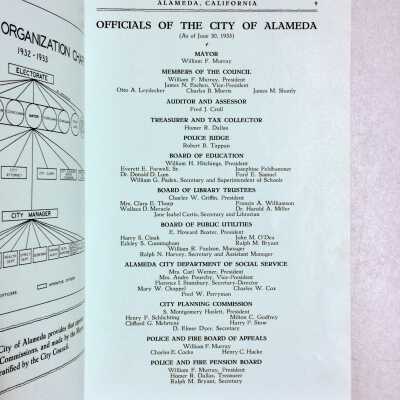 ORGANIZATION CHA
1932 - 1933
ELECTORATE
MAYOR
CITY ATTORNEY
CITY CLERK
CITY MANAGER
City of Alameda provides that
Commissions, and made by the
ratified by the City Council.
ALAMEDA, CALIFORNIA 9
OFFICIALS OF THE CITY OF ALAMEDA
(As of June 30, 1933)
MAYOR
William F. Murray
MEMBERS OF THE COUNCIL
William F. Murray, President
James N. Eschen, Vice-President
Otto A. Leydecker Charles B. Morris James M. Shanly
AUDITOR AND ASSESSOR
Fred J. Croll
TREASURER AND TAX COLLECTOR
Homer R. Dallas
POLICE JUDGE
Robert B. Tappan
BOARD OF EDUCATION
William H. Hitchings, President
Everett E. Farwell, Sr. Josephine Feldhammer
Dr. Donald D. Lum Ford E. Samuel
William G. Paden, Secretary and Superintendent of Schools
BOARD OF LIBRARY TRUSTEES
Charles W. Griffin, President
Mrs. Clara E. Thorp Francis A. Williamson
Wallace D. Miracle Dr. Harold A. Miller
Jane Isabel Curtis, Secretary and Librarian
BOARD OF PUBLIC UTILITIES
E. Howard Baxter, President
Harry S. Clark John M. O'Dea
Eshley S. Cunningham Ralph M. Bryant
William R. Paulson, Manager
Ralph N. Harvey, Secretary and Assistant Manager
ALAMEDA CITY DEPARTMENT OF SOCIAL SERVICE
Mrs. Carl Werner, President
Mrs. Andre Fourchy, Vice-President
Florence I. Stansbury, Secretary-Director
Mary W. Chappel Charles W. Cox
Fred W. Perryman
CITY PLANNING COMMISSION
S. Montgomery Haslett, President
Henry F. Schlichting Milton C. Godfrey
Clifford G. Mehrtens Harry F. Stow
D. Elmer Dyer, Secretary
POLICE AND FIRE BOARD OF APPEALS
William F. Murray
Charles E. Cocks Henry C. Hacke
POLICE AND FIRE PENSION BOARD
William F. Murray, President
Homer R. Dallas, Treasurer
Ralph M. Bryant, Secretary